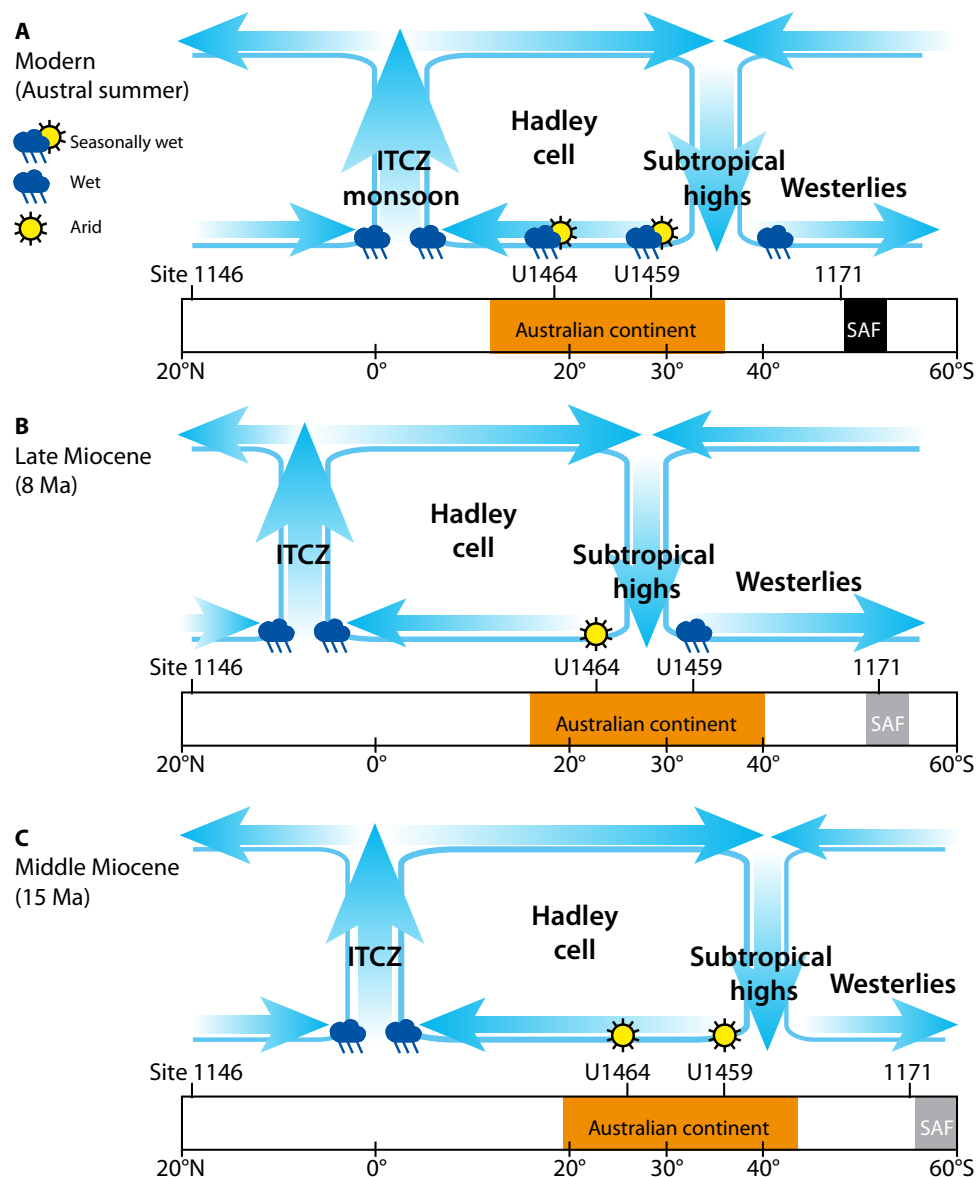 A
Modern
(Austral summer)
Seasonally wet
Wet
Arid
Hadley
cell
ITCZ
monsoon
Subtropical
highs
Westerlies
Site 1146
U1464
U1459
1171
Australian continent
SAF
20°N
0°
20°
30°
40°
60°S
B
Late Miocene
(8 Ma)
Hadley
cell
ITCZ
Subtropical
highs
Westerlies
Site 1146
U1464
U1459
1171
Australian continent
SAF
20°N
0°
20°
30°
40°
60°S
C
Middle Miocene
(15 Ma)
Hadley
cell
ITCZ
Subtropical
highs
Westerlies
Site 1146
U1464
U1459
1171
Australian continent
SAF
20°N
0°
20°
30°
40°
60°S